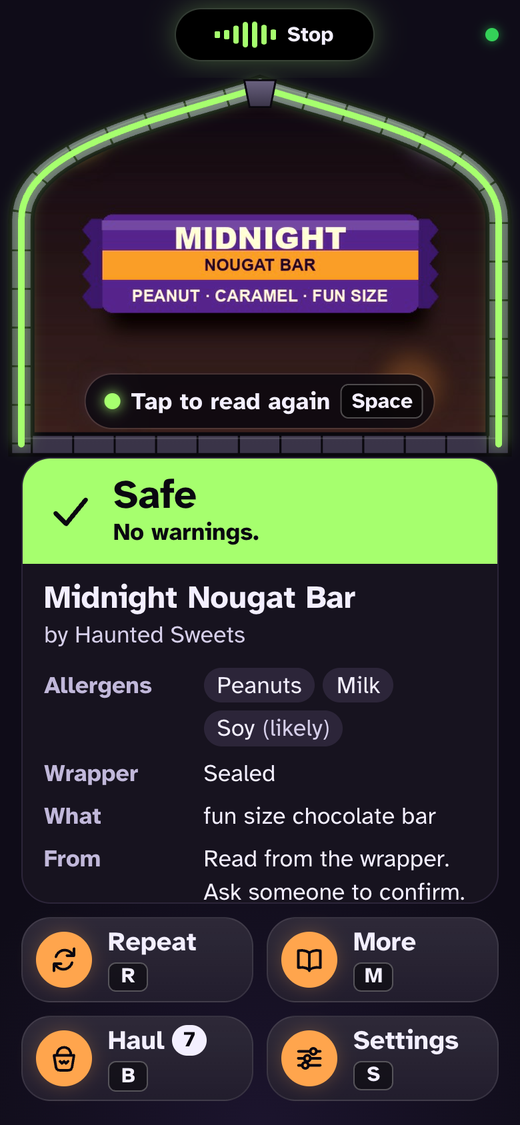 Stop
MIDNIGHT
NOUGAT BAR
PEANUT · CARAMEL · FUN SIZE
Tap to read again Space
Safe
No warnings.
Midnight Nougat Bar
by Haunted Sweets
Allergens Peanuts Milk
Soy (likely)
Wrapper Sealed
What fun size chocolate bar
From Read from the wrapper.
Ask someone to confirm.
Repeat
R
More
M
Haul 7
B
Settings
S